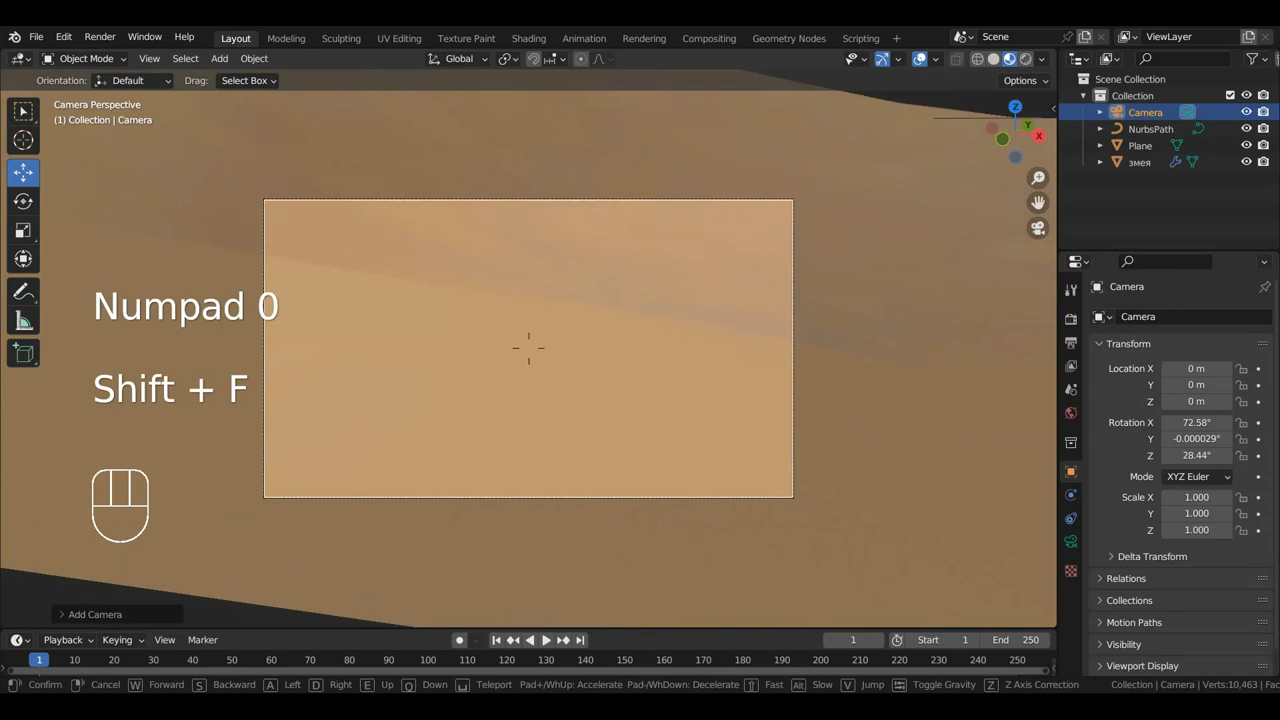 File Edit Render Window Help Layout Modeling Sculpting UV Editing Texture Paint Shading Animation Rendering Compositing Geometry Nodes Scripting + Scene ViewLayer
Object Mode View Select Add Object Global
Orientation: Default Drag: Select Box Options
Scene Collection
Collection
Camera
NurbsPath
Plane
змея
Camera Perspective
(1) Collection | Camera
Z
Y
X
Numpad 0
Shift + F
Add Camera
Camera
Camera
Transform
Location X 0 m
Y 0 m
Z 0 m
Rotation X 72.58°
Y -0.000029°
Z 28.44°
Mode XYZ Euler
Scale X 1.000
Y 1.000
Z 1.000
Delta Transform
Relations
Collections
Motion Paths
Visibility
Viewport Display
Playback Keying View Marker 1 Start 1 End 250
1 10 20 30 40 50 60 70 80 90 100 110 120 130 140 150 160 170 180 190 200 210 220 230 240 250
Confirm Cancel W Forward S Backward A Left D Right E Up Q Down Teleport Pad+/WhUp: Accelerate Pad-/WhDown: Decelerate Fast Alt Slow V Jump Toggle Gravity Z Z Axis Correction Collection | Camera Verts:10,463 Fac